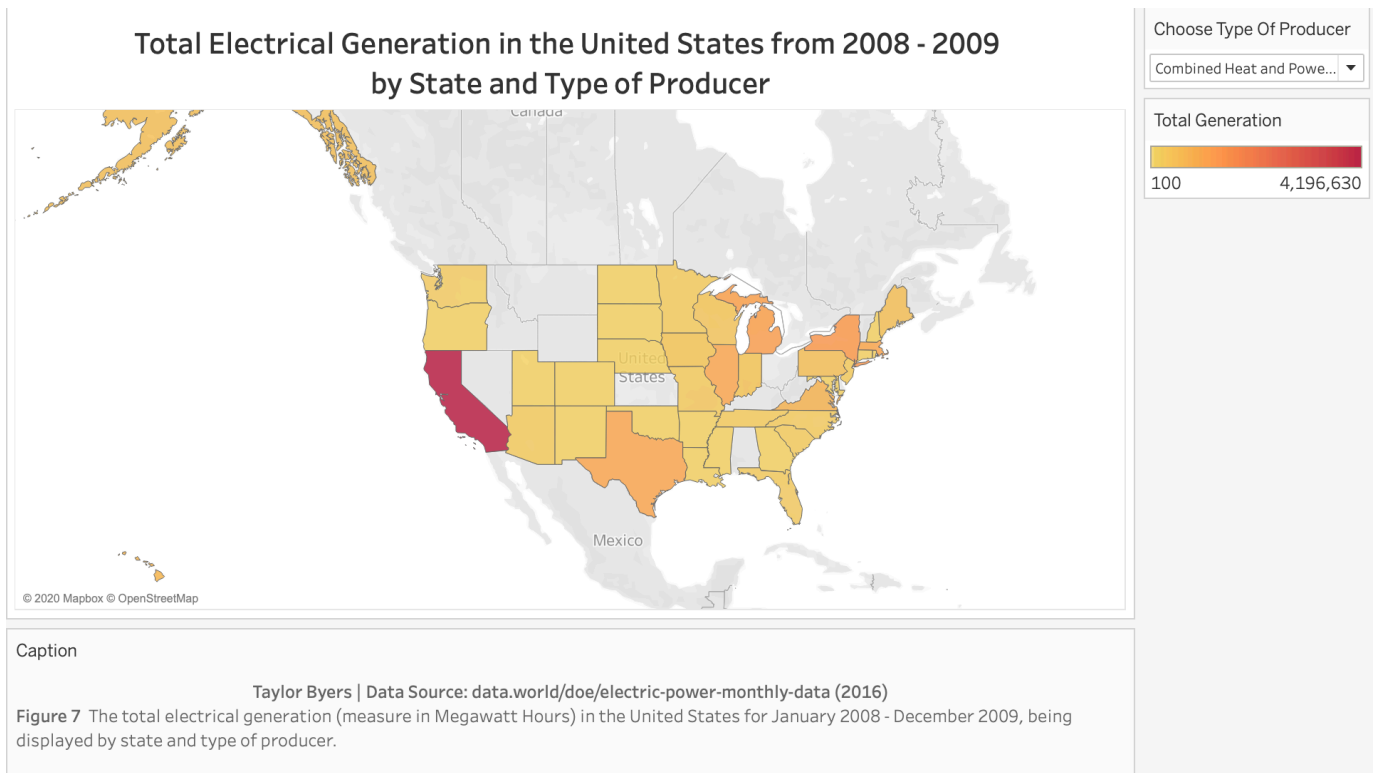 Total Electrical Generation in the United States from 2008 - 2009
by State and Type of Producer
Choose Type Of Producer
Combined Heat and Powe...
Total Generation
100 4,196,630
Canada
United
States
Mexico
© 2020 Mapbox © OpenStreetMap
Caption
Taylor Byers | Data Source: data.world/doe/electric-power-monthly-data (2016)
Figure 7 The total electrical generation (measure in Megawatt Hours) in the United States for January 2008 - December 2009, being
displayed by state and type of producer.